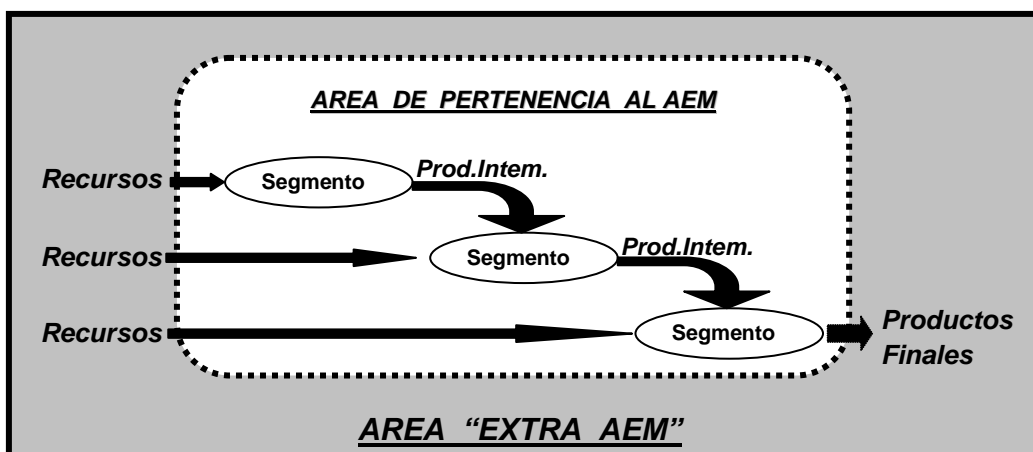 AREA DE PERTENENCIA AL AEM
Recursos
Segmento
Prod.Intem.
Recursos
Segmento
Prod.Intem.
Recursos
Segmento
Productos
Finales
AREA “EXTRA AEM”